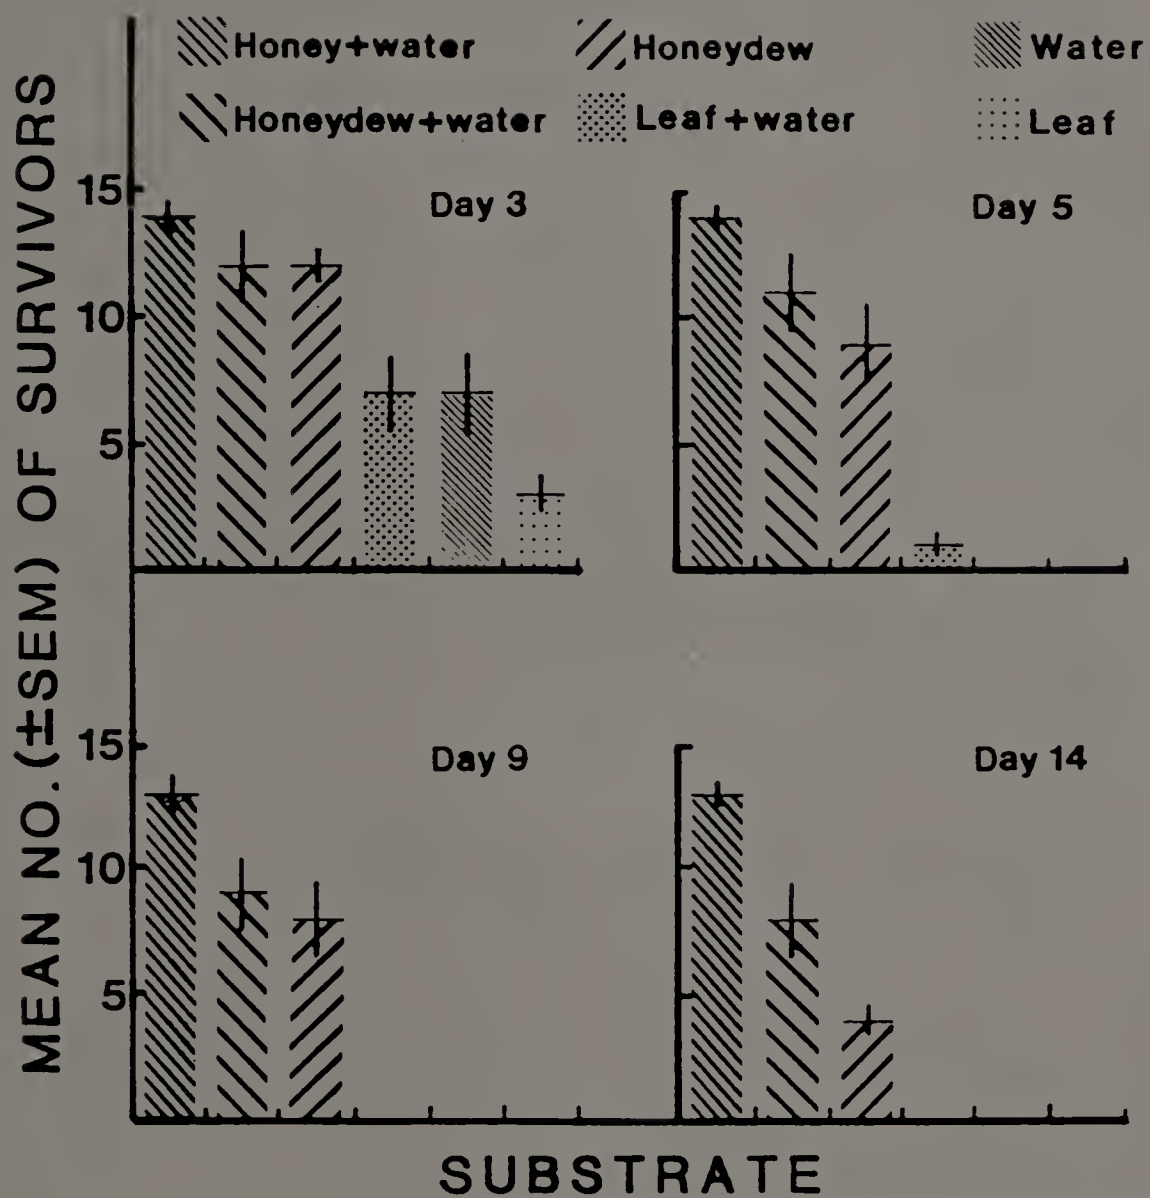 Honey+water Honeydew Water
Honeydew+water Leaf+water Leaf
MEAN NO.(±SEM) OF SURVIVORS
Day 3
15
10
5
Day 5
Day 9
15
10
5
Day 14
SUBSTRATE